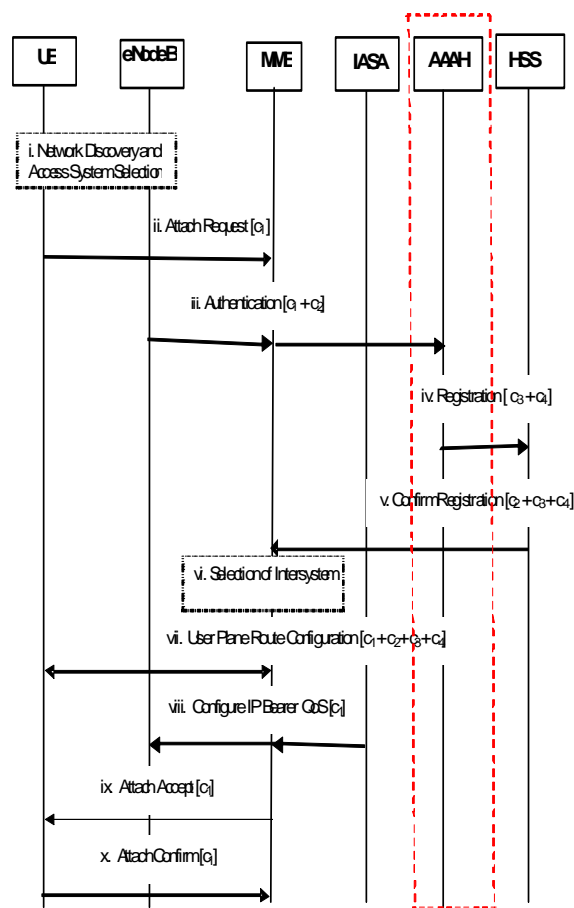 UE
eNodeB
MME
IASA
AAAH
HSS
i. Network Discovery and
Access System Selection
ii. Attach Request [c₁]
iii. Authentication [c₁ + c₂]
iv. Registration [ c₃ + c₄]
v. Confirm Registration [c₂ + c₃ + c₄]
vi. Selection of Intersystem
vii. User Plane Route Configuration [c₁ + c₂ + c₃ + c₄]
viii. Configure IP Bearer QoS [c₁]
ix. Attach Accept [c₁]
x. Attach Confirm [c₁]